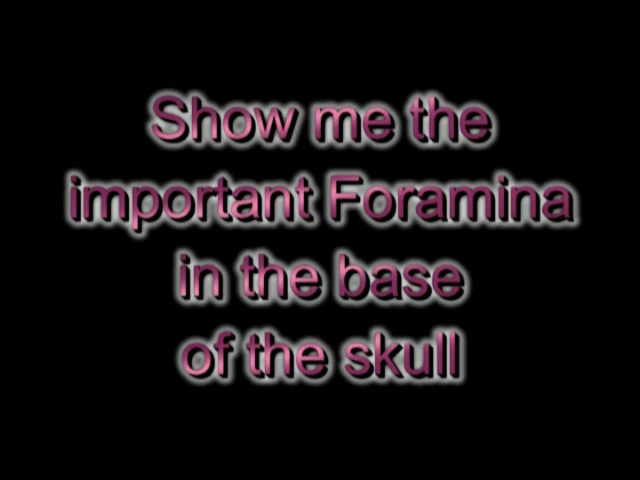 Show me the
important Foramina
in the base
of the skull